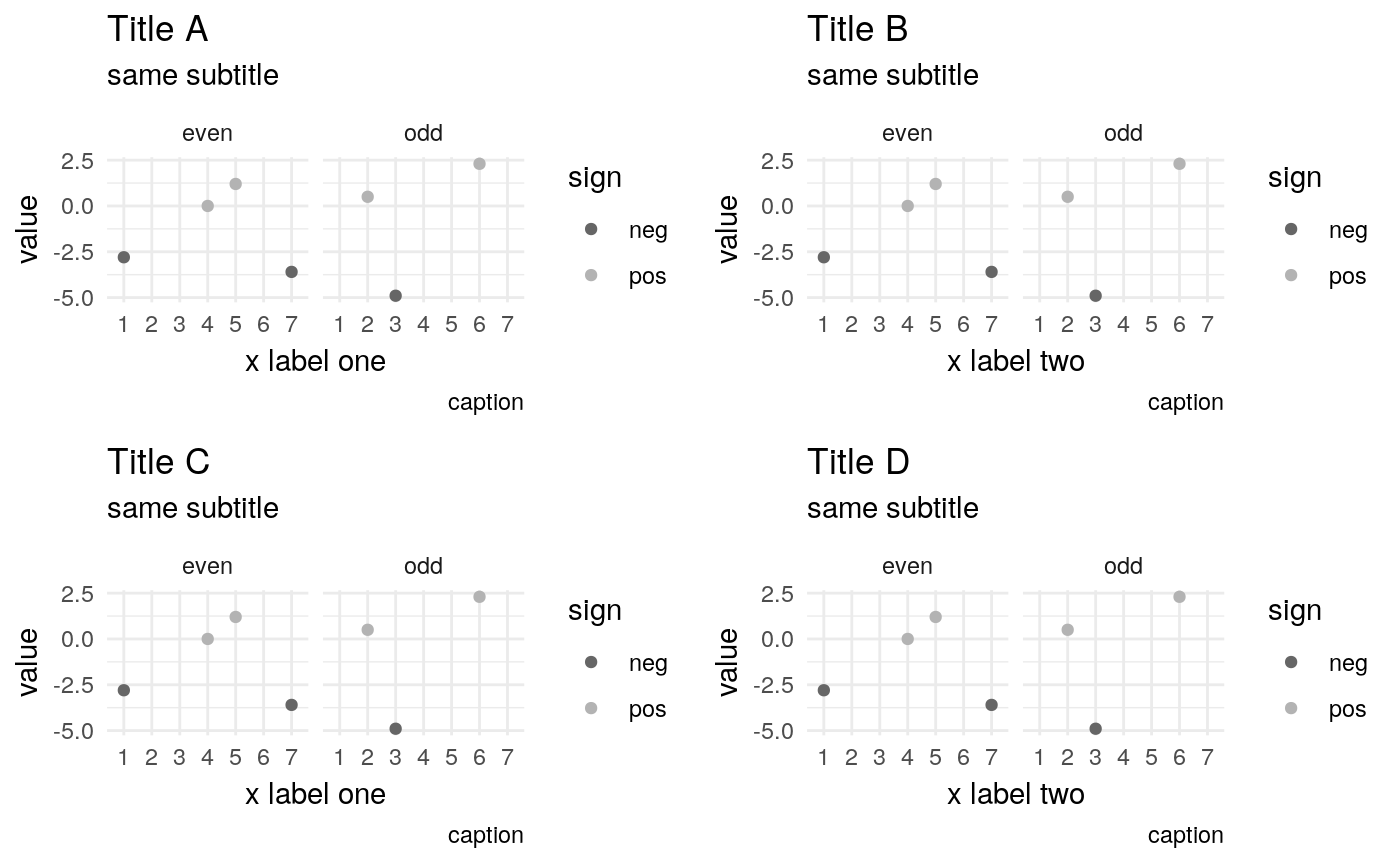 Title A
same subtitle
even odd
2.5
0.0
-2.5
-5.0
value
1 2 3 4 5 6 7 1 2 3 4 5 6 7
x label one
sign
neg
pos
caption
Title B
same subtitle
even odd
2.5
0.0
-2.5
-5.0
value
1 2 3 4 5 6 7 1 2 3 4 5 6 7
x label two
sign
neg
pos
caption
Title C
same subtitle
even odd
2.5
0.0
-2.5
-5.0
value
1 2 3 4 5 6 7 1 2 3 4 5 6 7
x label one
sign
neg
pos
caption
Title D
same subtitle
even odd
2.5
0.0
-2.5
-5.0
value
1 2 3 4 5 6 7 1 2 3 4 5 6 7
x label two
sign
neg
pos
caption